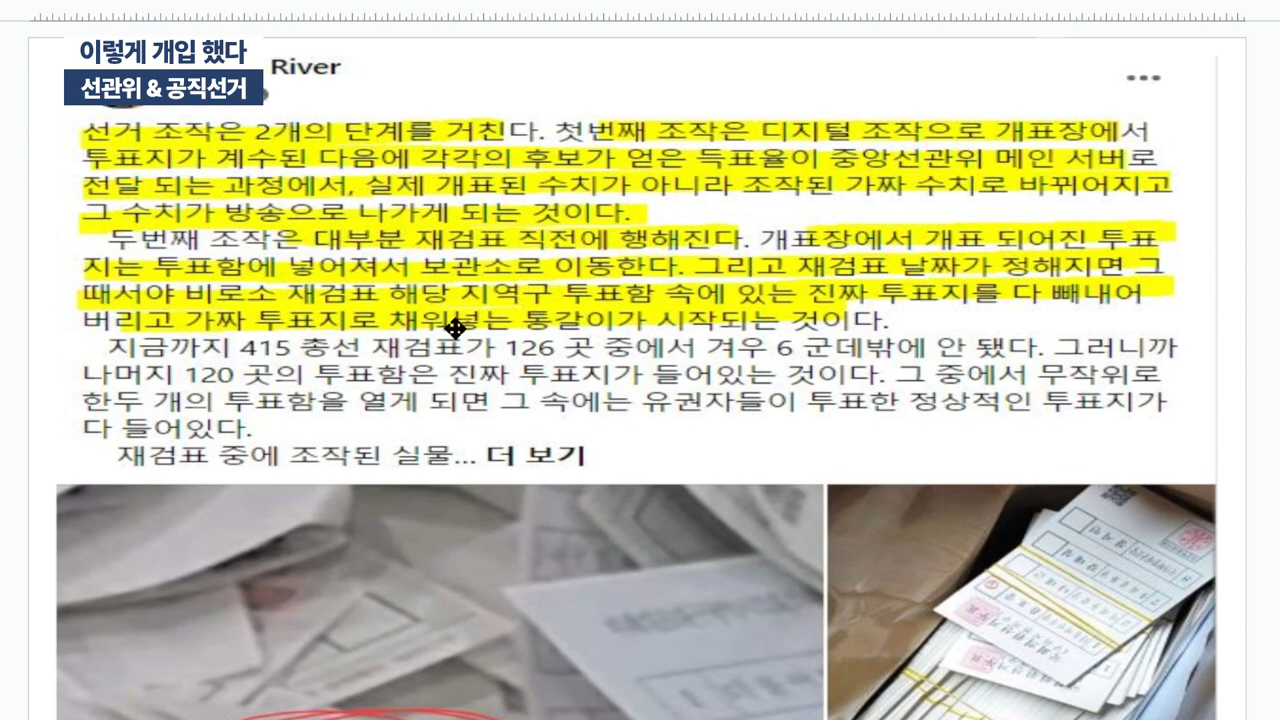 이렇게 개입 했다
선관위 & 공직선거
River
선거 조작은 2개의 단계를 거친다. 첫번째 조작은 디지털 조작으로 개표장에서
투표지가 계수된 다음에 각각의 후보가 얻은 득표율이 중앙선관위 메인 서버로
전달 되는 과정에서, 실제 개표된 수치가 아니라 조작된 가짜 수치로 바뀌어지고
그 수치가 방송으로 나가게 되는 것이다.
두번째 조작은 대부분 재검표 직전에 행해진다. 개표장에서 개표 되어진 투표
지는 투표함에 넣어져서 보관소로 이동한다. 그리고 재검표 날짜가 정해지면 그
때서야 비로소 재검표 해당 지역구 투표함 속에 있는 진짜 투표지를 다 빼내어
버리고 가짜 투표지로 채워넣는 통갈이가 시작되는 것이다.
지금까지 415 총선 재검표가 126 곳 중에서 겨우 6 군데밖에 안 됐다. 그러니까
나머지 120 곳의 투표함은 진짜 투표지가 들어있는 것이다. 그 중에서 무작위로
한두 개의 투표함을 열게 되면 그 속에는 유권자들이 투표한 정상적인 투표지가
다 들어있다.
재검표 중에 조작된 실물... 더 보기